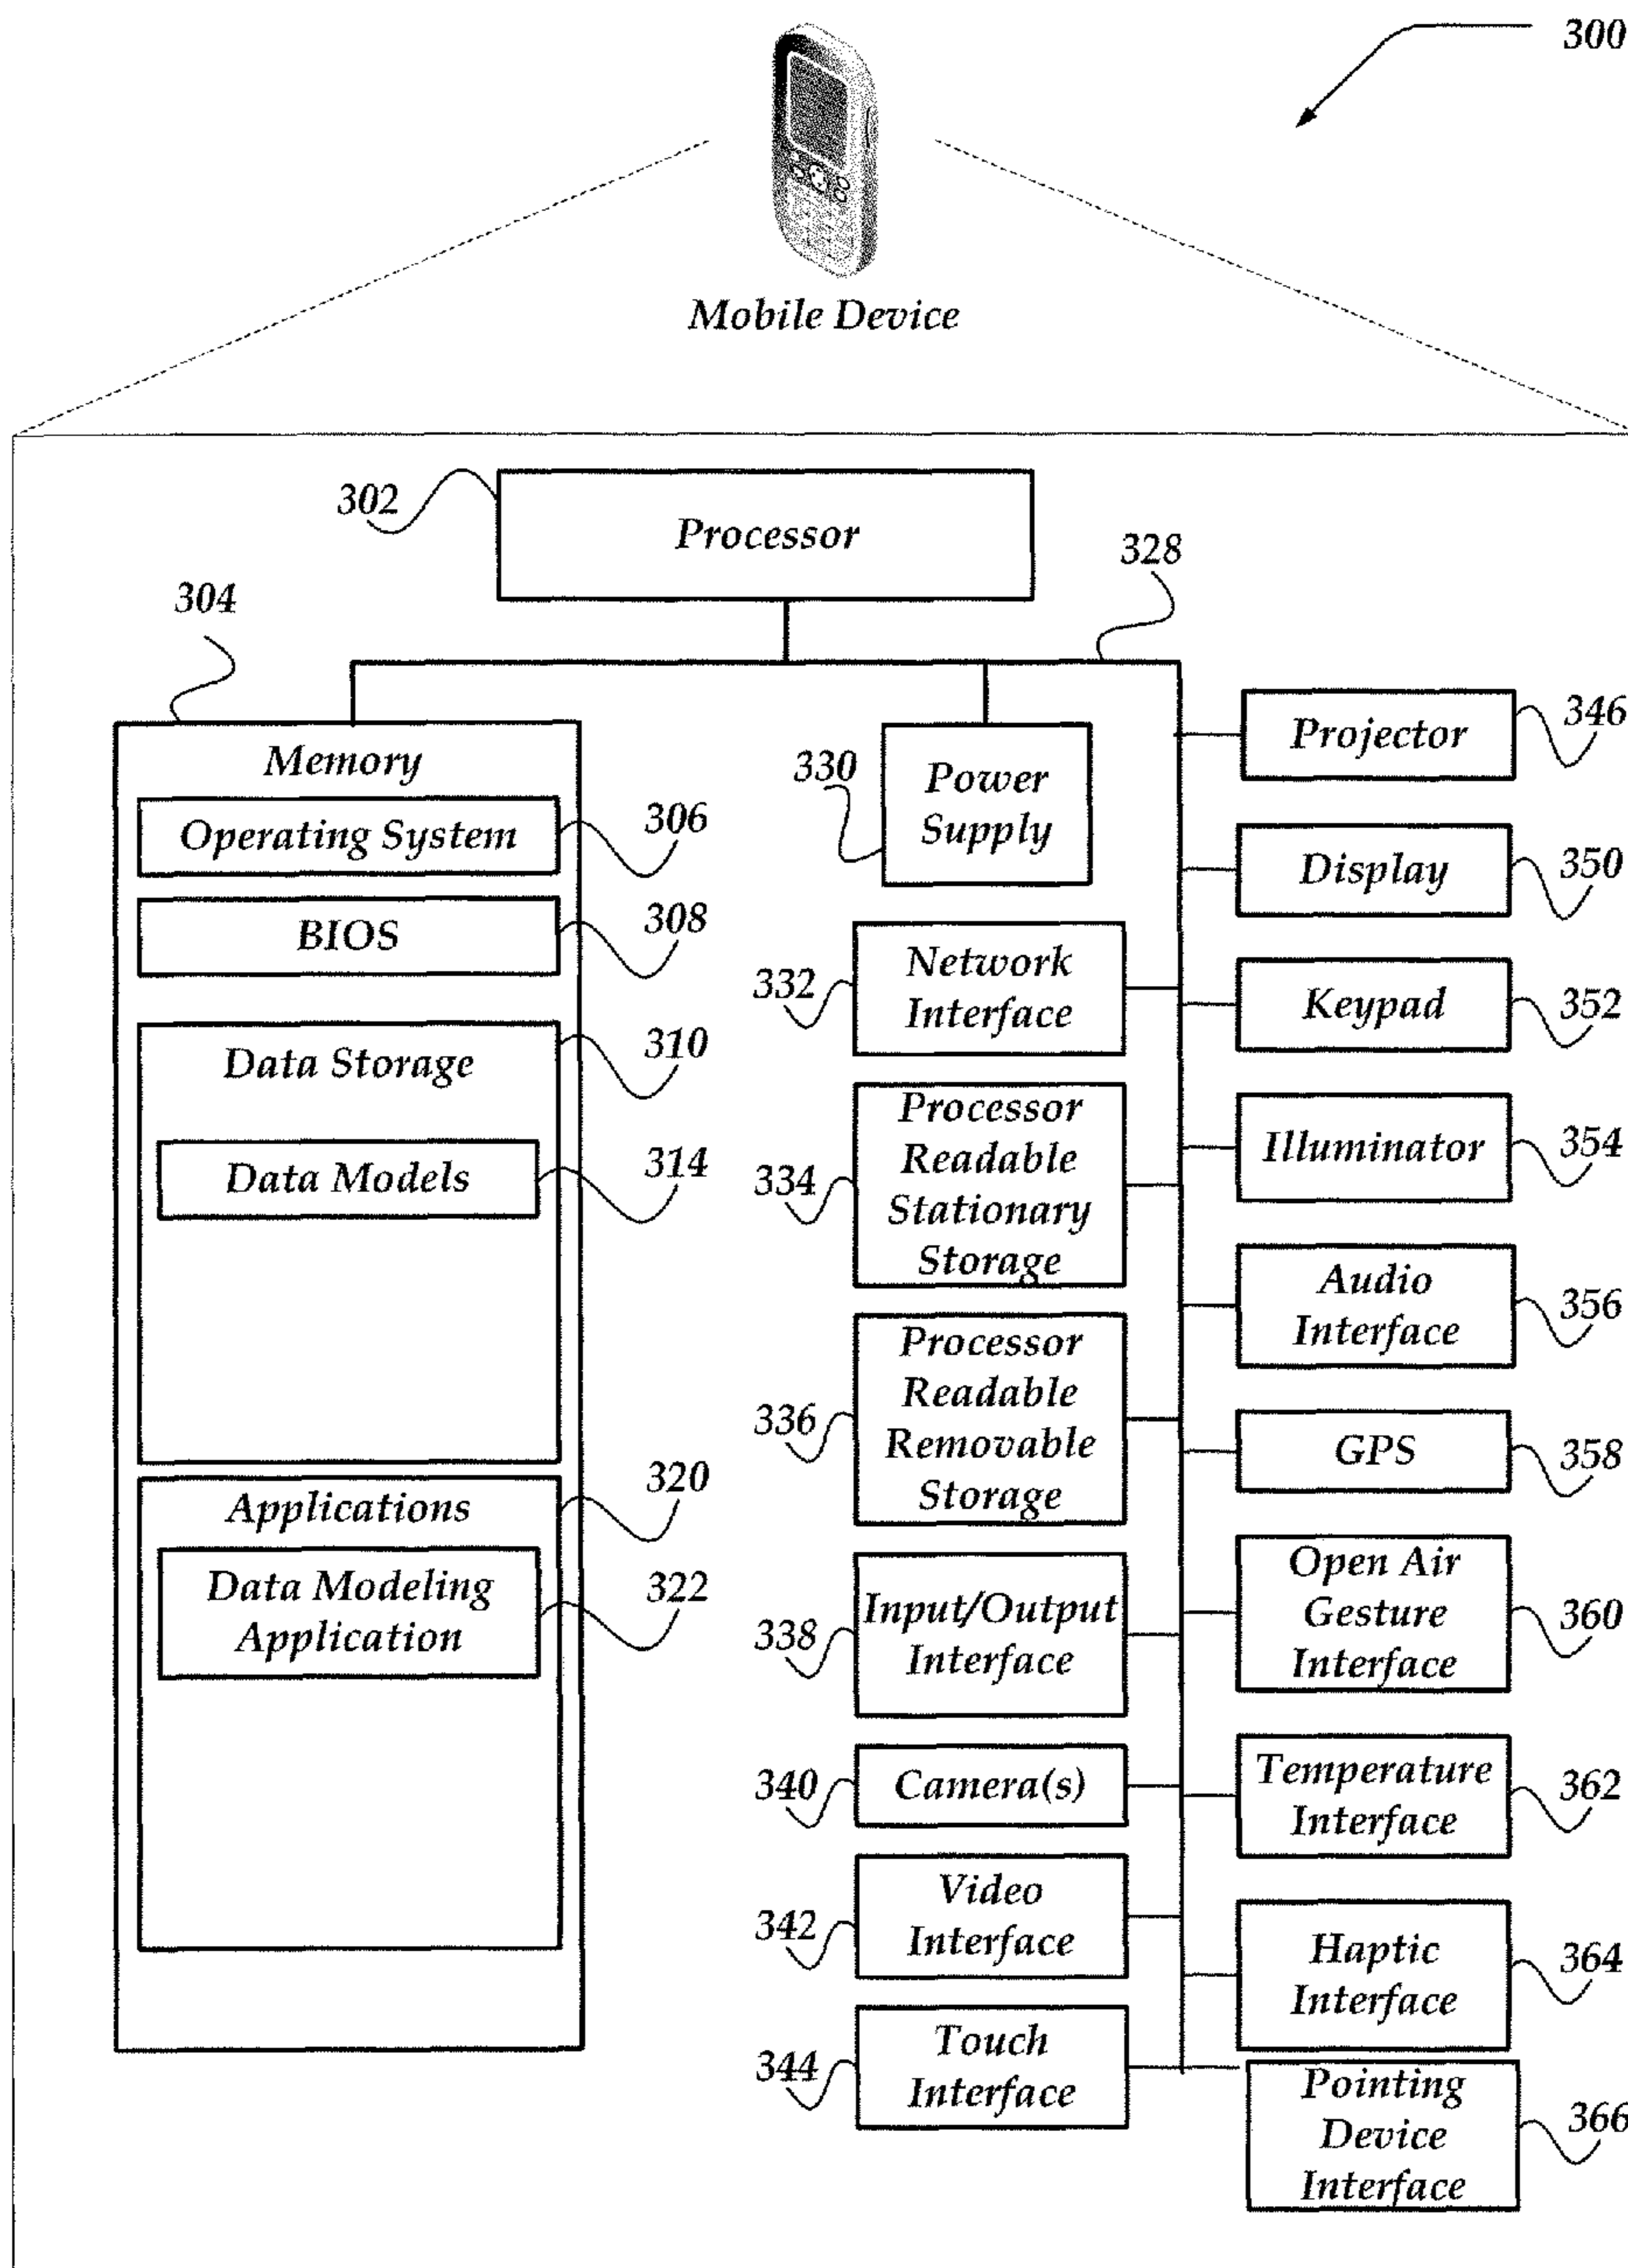 300
Mobile Device
302
Processor
328
304
Memory
Operating System
306
BIOS
308
Data Storage
310
Data Models
314
Applications
320
Data Modeling
Application
322
330
Power
Supply
332
Network
Interface
334
Processor
Readable
Stationary
Storage
336
Processor
Readable
Removable
Storage
338
Input/Output
Interface
340
Camera(s)
342
Video
Interface
344
Touch
Interface
Projector
346
Display
350
Keypad
352
Illuminator
354
Audio
Interface
356
GPS
358
Open Air
Gesture
Interface
360
Temperature
Interface
362
Haptic
Interface
364
Pointing
Device
Interface
366